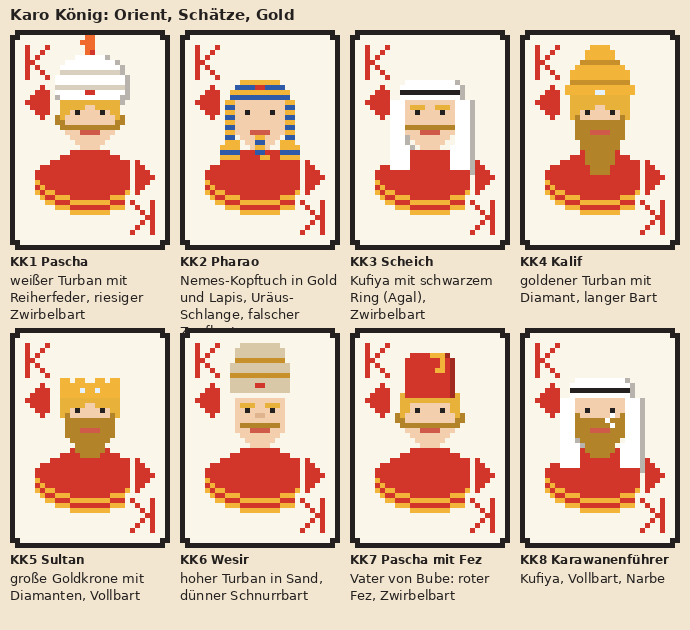 Karo König: Orient, Schätze, Gold
K
K
K
K
K
K
K
K
KK1 Pascha
weißer Turban mit
Reiherfeder, riesiger
Zwirbelbart
KK2 Pharao
Nemes-Kopftuch in Gold
und Lapis, Uräus-
Schlange, falscher
KK3 Scheich
Kufiya mit schwarzem
Ring (Agal),
Zwirbelbart
KK4 Kalif
goldener Turban mit
Diamant, langer Bart
K
K
K
K
K
K
K
K
KK5 Sultan
große Goldkrone mit
Diamanten, Vollbart
KK6 Wesir
hoher Turban in Sand,
dünner Schnurrbart
KK7 Pascha mit Fez
Vater von Bube: roter
Fez, Zwirbelbart
KK8 Karawanenführer
Kufiya, Vollbart, Narbe